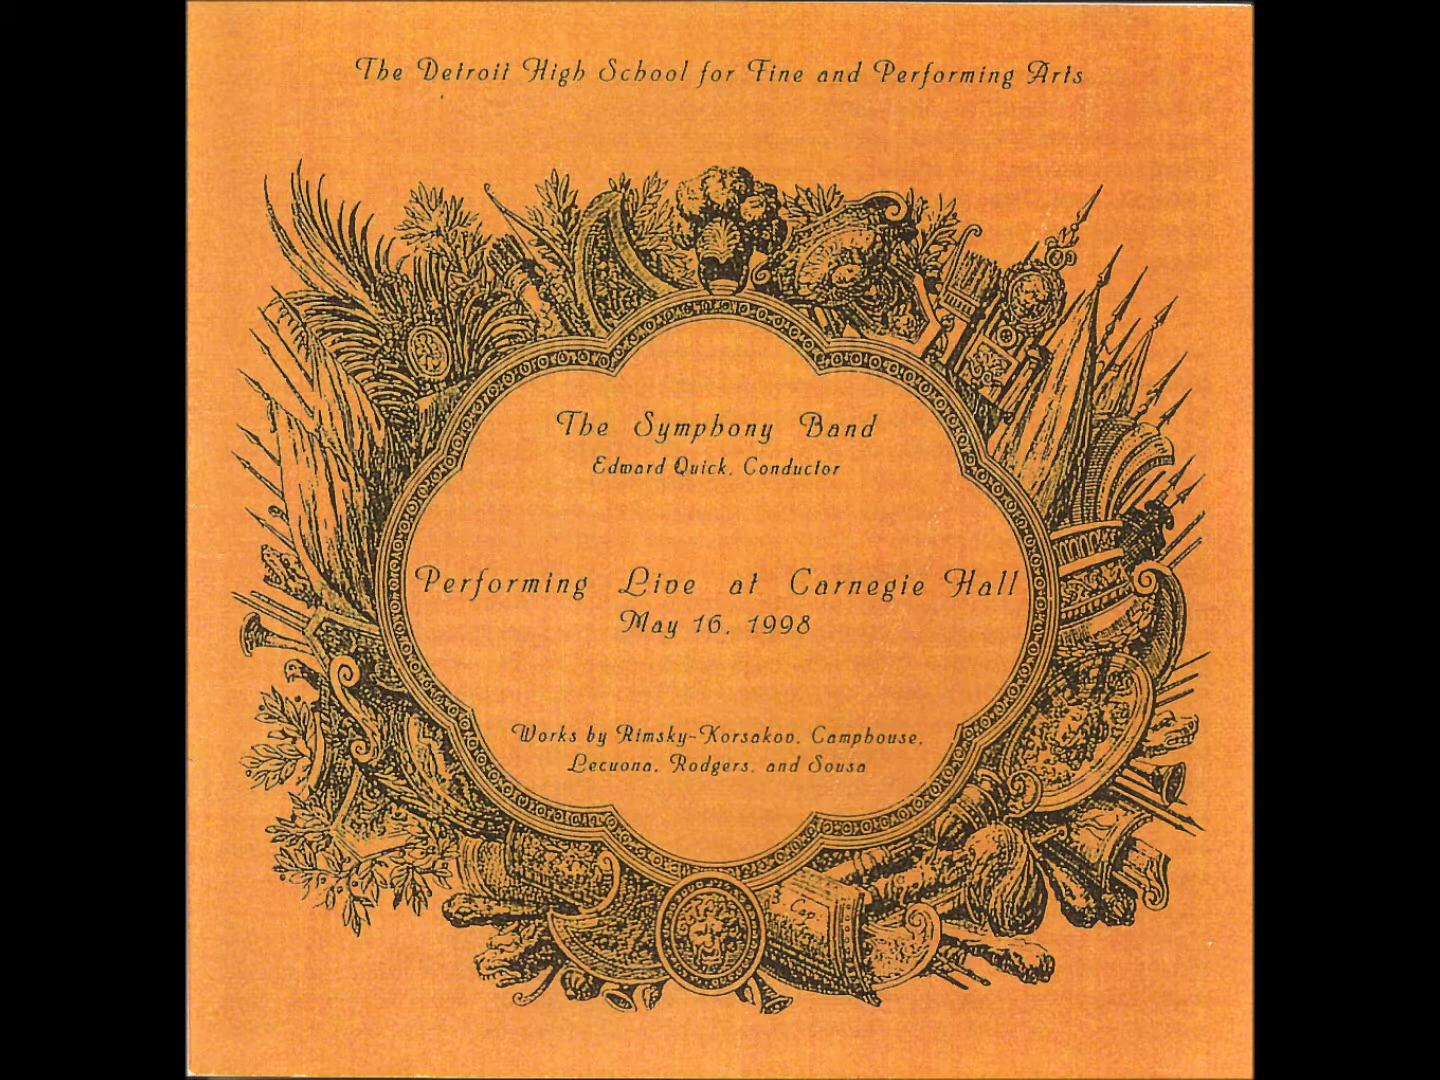 The Detroit High School for Fine and Performing Arts
The Symphony Band
Edward Quick, Conductor
Performing Live at Carnegie Hall
May 16, 1998
Works by Rimsky-Korsakov, Camphouse,
Lecuona, Rodgers, and Sousa